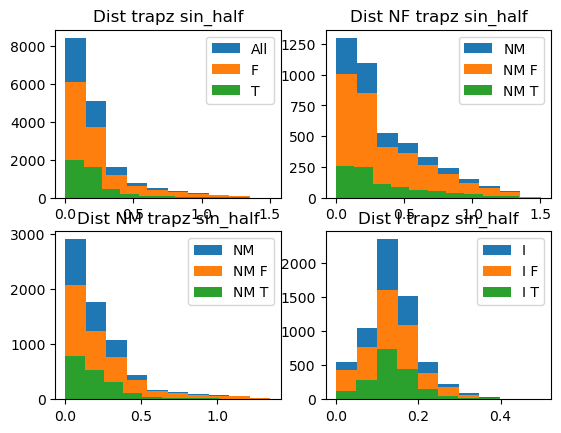 Dist trapz sin_half
8000
6000
4000
2000
0
All
F
T
0.0 0.5 1.0 1.5
Dist NF trapz sin_half
1250
1000
750
500
250
0
NM
NM F
NM T
0.0 0.5 1.0 1.5
Dist NM trapz sin_half
3000
2000
1000
0
NM
NM F
NM T
0.0 0.5 1.0
Dist I trapz sin_half
2000
1500
1000
500
0
I
I F
I T
0.0 0.2 0.4